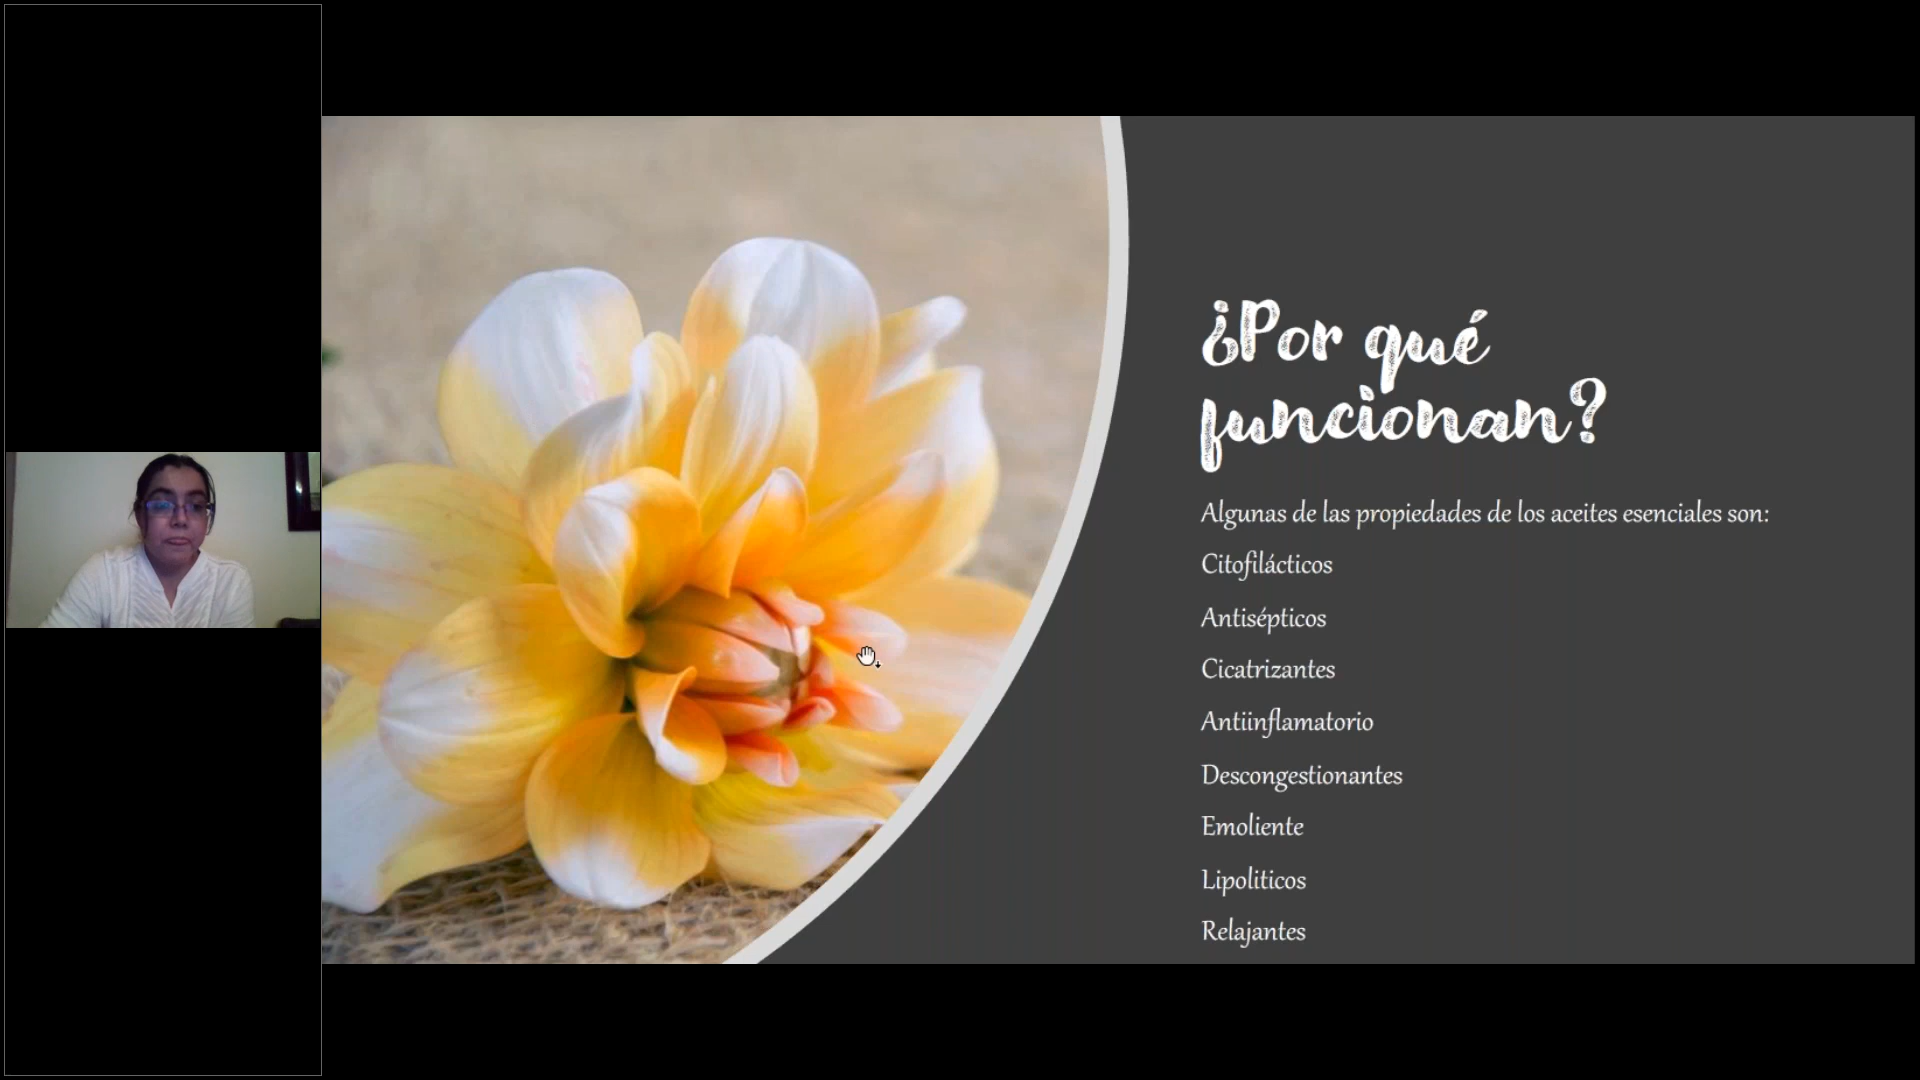 ¿Por qué
funcionan?
Algunas de las propiedades de los aceites esenciales son:
Citofilácticos
Antisépticos
Cicatrizantes
Antiinflamatorio
Descongestionantes
Emoliente
Lipoliticos
Relajantes